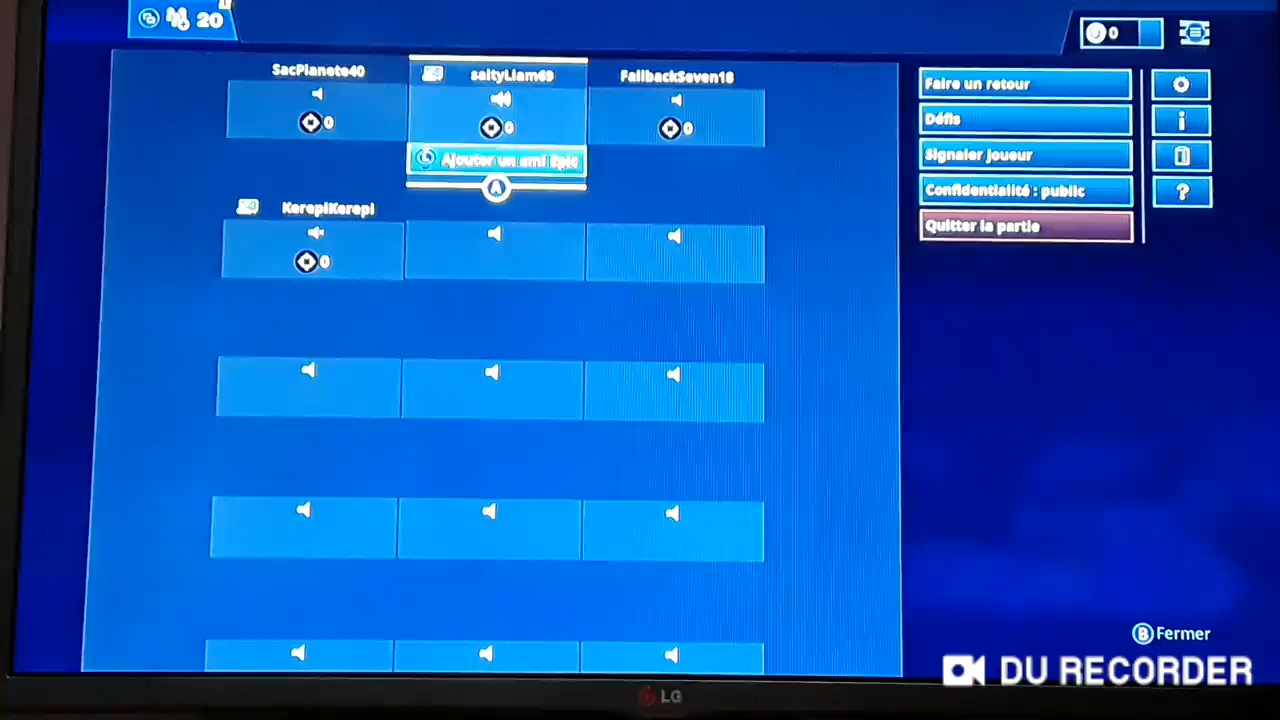 20
0
SacPlanete40
saltyLiam69
FallbackSeven18
0
0
0
Ajouter un ami Epic
A
KerepiKerepi
0
Faire un retour
Défis
Signaler joueur
Confidentialité : public
Quitter la partie
i
?
B Fermer
DU RECORDER
LG